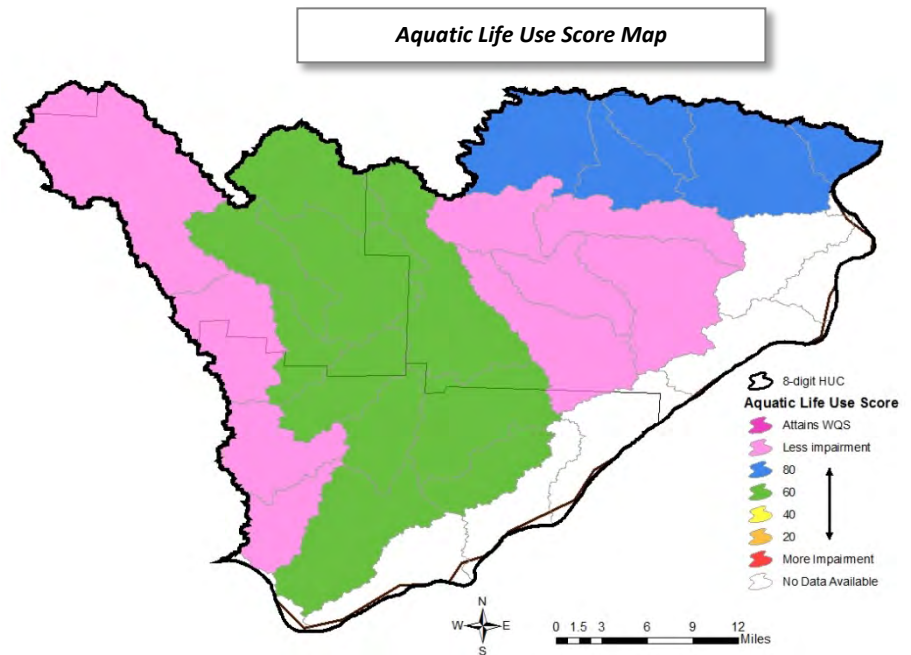 Aquatic Life Use Score Map
8-digit HUC
Aquatic Life Use Score
Attains WQS
Less impairment
80
60
40
20
More Impairment
No Data Available
N
W E
S
0 1.5 3 6 9 12
Miles